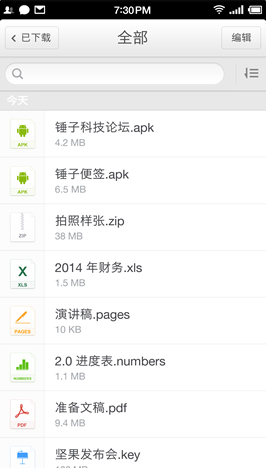 7:30PM
已下载
全部
编辑
今天
锤子科技论坛.apk
APK
4.2 MB
锤子便签.apk
APK
6.5 MB
拍照样张.zip
ZIP
38 MB
2014 年财务.xls
XLS
1.5 MB
演讲稿.pages
PAGES
10 KB
2.0 进度表.numbers
NUMBERS
1.1 MB
准备文稿.pdf
PDF
9.4 MB
坚果发布会.key